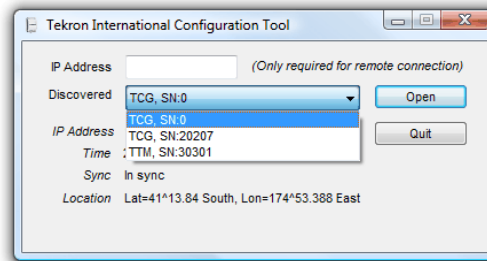 Tekron International Configuration Tool
IP Address
(Only required for remote connection)
Discovered
TCG, SN:0
Open
TCG, SN:0
TCG, SN:20207
TTM, SN:30301
IP Address
Quit
Time
Sync In sync
Location Lat=41^13.84 South, Lon=174^53.388 East